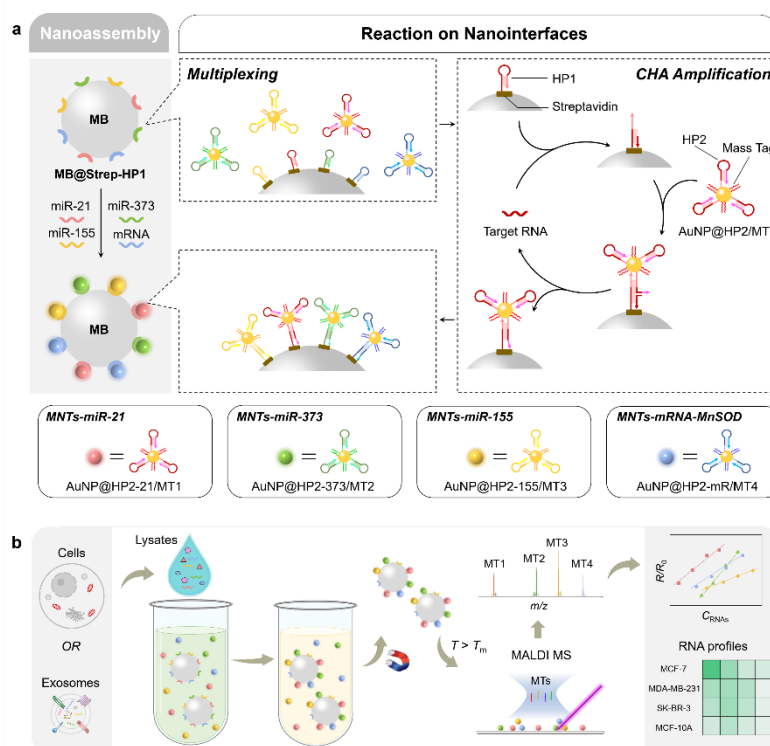 a
Nanoassembly
Reaction on Nanointerfaces
MB
MB@Strep-HP1
miR-21
miR-373
miR-155
mRNA
MB
Multiplexing
CHA Amplification
HP1
Streptavidin
HP2
Mass Tag
AuNP@HP2/MT
Target RNA
MNTs-miR-21
=
AuNP@HP2-21/MT1
MNTs-miR-373
=
AuNP@HP2-373/MT2
MNTs-miR-155
=
AuNP@HP2-155/MT3
MNTs-mRNA-MnSOD
=
AuNP@HP2-mR/MT4
b
Cells
OR
Exosomes
Lysates
T > Tm
MT1
MT2
MT3
MT4
m/z
MALDI MS
MTs
R/R0
CRNAs
RNA profiles
MCF-7
MDA-MB-231
SK-BR-3
MCF-10A